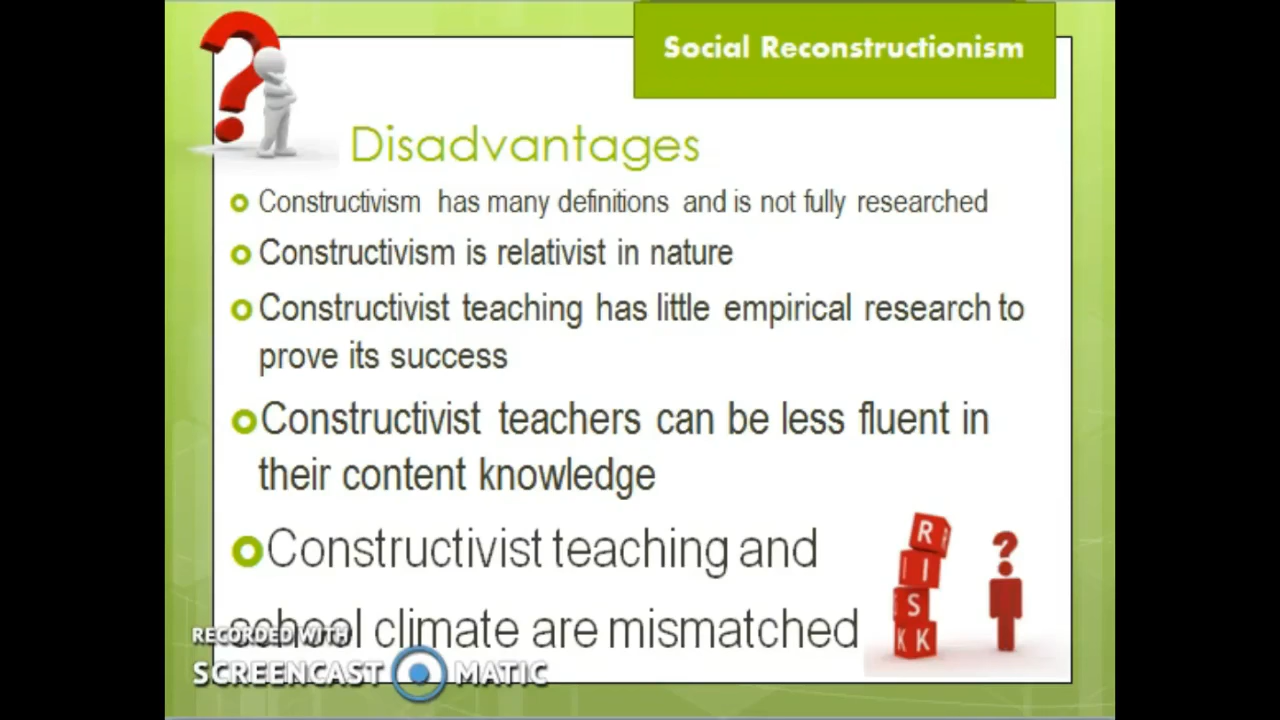 Social Reconstructionism
Disadvantages
Constructivism has many definitions and is not fully researched
Constructivism is relativist in nature
Constructivist teaching has little empirical research to
prove its success
Constructivist teachers can be less fluent in
their content knowledge
Constructivist teaching and
school climate are mismatched
R
I
S
K K
RECORDED WITH
SCREENCAST MATIC